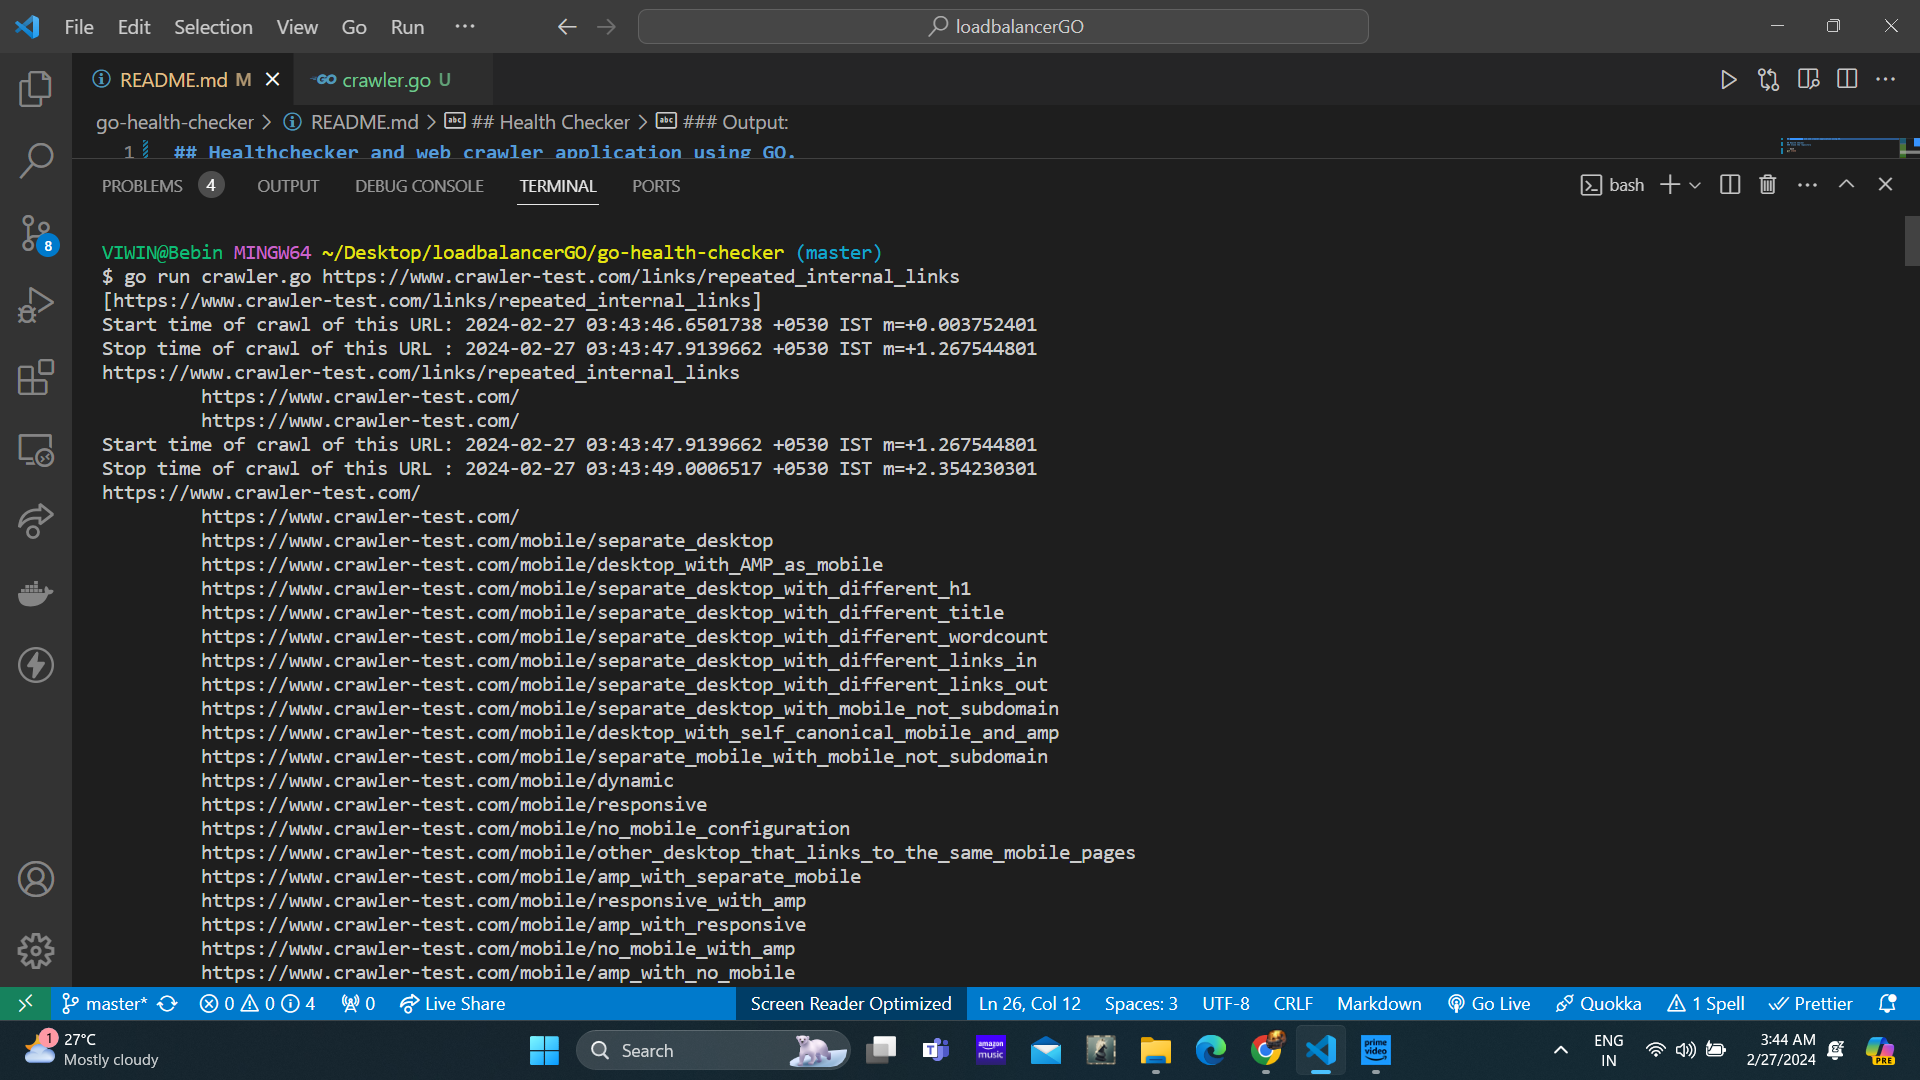 File Edit Selection View Go Run ··· loadbalancerGO
README.md M crawler.go U
go-health-checker > README.md > ## Health Checker > ### Output:
1 ## Healthchecker and web crawler application using GO.
PROBLEMS 4 OUTPUT DEBUG CONSOLE TERMINAL PORTS bash
VIWIN@Bebin MINGW64 ~/Desktop/loadbalancerGO/go-health-checker (master)
$ go run crawler.go https://www.crawler-test.com/links/repeated_internal_links
[https://www.crawler-test.com/links/repeated_internal_links]
Start time of crawl of this URL: 2024-02-27 03:43:46.6501738 +0530 IST m=+0.003752401
Stop time of crawl of this URL : 2024-02-27 03:43:47.9139662 +0530 IST m=+1.267544801
https://www.crawler-test.com/links/repeated_internal_links
https://www.crawler-test.com/
https://www.crawler-test.com/
Start time of crawl of this URL: 2024-02-27 03:43:47.9139662 +0530 IST m=+1.267544801
Stop time of crawl of this URL : 2024-02-27 03:43:49.0006517 +0530 IST m=+2.354230301
https://www.crawler-test.com/
https://www.crawler-test.com/
https://www.crawler-test.com/mobile/separate_desktop
https://www.crawler-test.com/mobile/desktop_with_AMP_as_mobile
https://www.crawler-test.com/mobile/separate_desktop_with_different_h1
https://www.crawler-test.com/mobile/separate_desktop_with_different_title
https://www.crawler-test.com/mobile/separate_desktop_with_different_wordcount
https://www.crawler-test.com/mobile/separate_desktop_with_different_links_in
https://www.crawler-test.com/mobile/separate_desktop_with_different_links_out
https://www.crawler-test.com/mobile/separate_desktop_with_mobile_not_subdomain
https://www.crawler-test.com/mobile/desktop_with_self_canonical_mobile_and_amp
https://www.crawler-test.com/mobile/separate_mobile_with_mobile_not_subdomain
https://www.crawler-test.com/mobile/dynamic
https://www.crawler-test.com/mobile/responsive
https://www.crawler-test.com/mobile/no_mobile_configuration
https://www.crawler-test.com/mobile/other_desktop_that_links_to_the_same_mobile_pages
https://www.crawler-test.com/mobile/amp_with_separate_mobile
https://www.crawler-test.com/mobile/responsive_with_amp
https://www.crawler-test.com/mobile/amp_with_responsive
https://www.crawler-test.com/mobile/no_mobile_with_amp
https://www.crawler-test.com/mobile/amp_with_no_mobile
8
master* 0 0 4 0 Live Share Screen Reader Optimized Ln 26, Col 12 Spaces: 3 UTF-8 CRLF Markdown Go Live Quokka 1 Spell Prettier
1 27°C
Mostly cloudy
Search
amazon music
prime video
ENG
IN
3:44 AM
2/27/2024
PRE